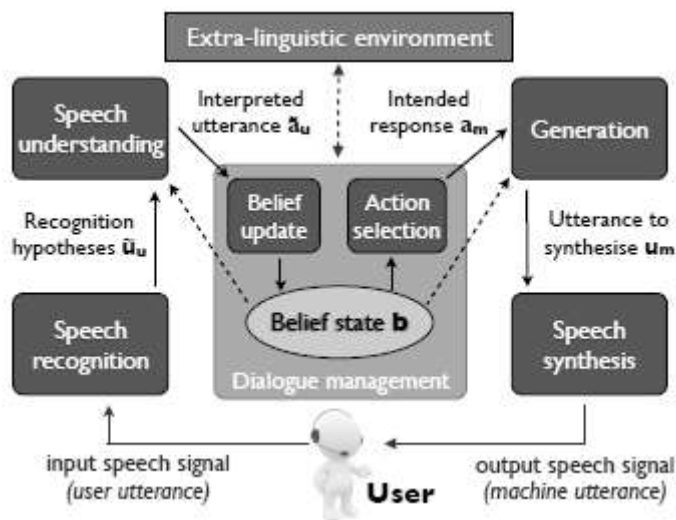 Extra-linguistic environment
Speech
understanding
Interpreted
utterance ãu
Intended
response am
Generation
Belief
update
Action
selection
Recognition
hypotheses ũu
Utterance to
synthesise um
Belief state b
Speech
recognition
Speech
synthesis
Dialogue management
input speech signal
(user utterance)
User
output speech signal
(machine utterance)